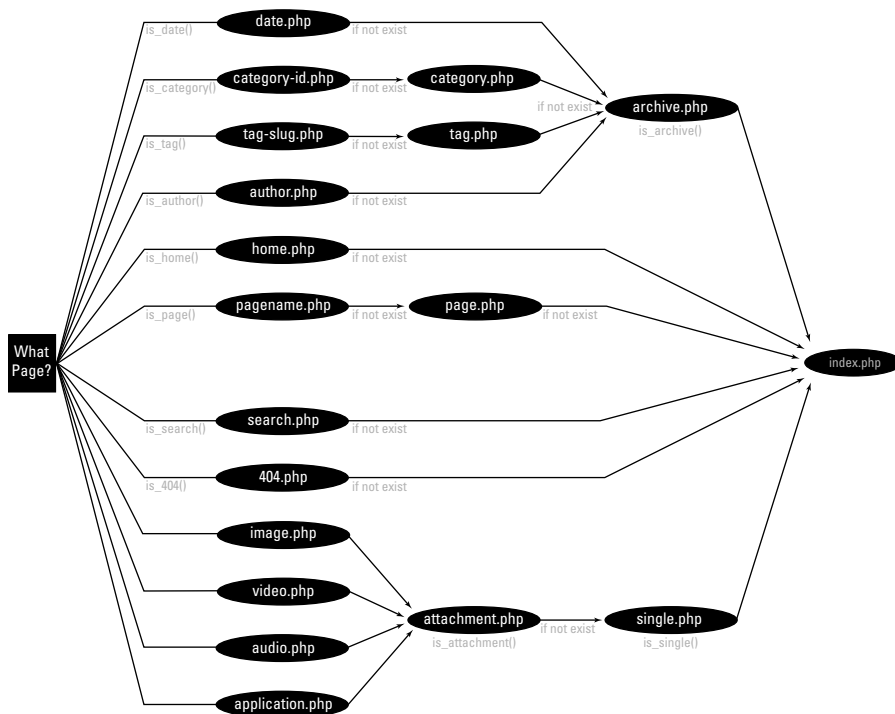 is_date()
date.php
if not exist
is_category()
category-id.php
if not exist
category.php
if not exist
archive.php
is_archive()
is_tag()
tag-slug.php
if not exist
tag.php
is_author()
author.php
if not exist
is_home()
home.php
if not exist
is_page()
pagename.php
if not exist
page.php
if not exist
What
Page?
index.php
is_search()
search.php
if not exist
is_404()
404.php
if not exist
image.php
video.php
attachment.php
is_attachment()
if not exist
single.php
is_single()
audio.php
application.php